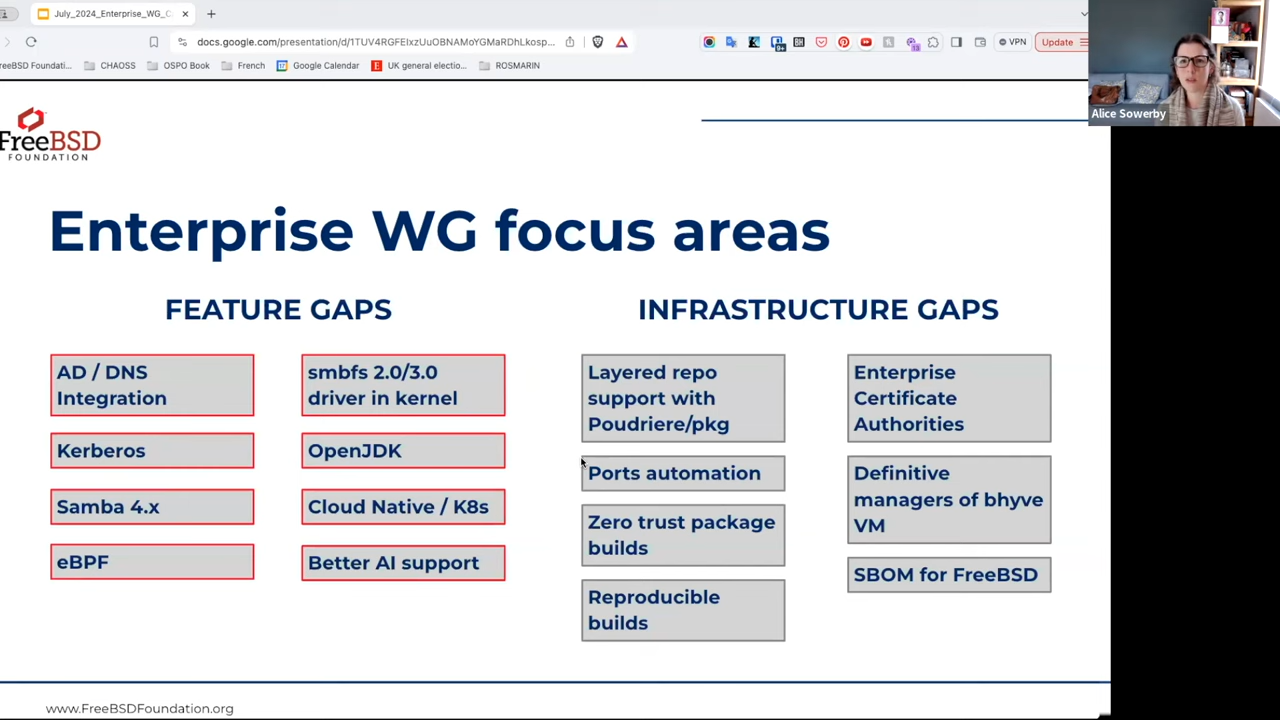 July_2024_Enterprise_WG_C
docs.google.com/presentation/d/1TUV4RGFEIxzUuOBNAMoYGMaRDhLkosp...
VPN
Update
reeBSD Foundati...
CHAOSS
OSPO Book
French
Google Calendar
UK general electio...
ROSMARIN
Alice Sowerby
FreeBSD
FOUNDATION
Enterprise WG focus areas
FEATURE GAPS
AD / DNS
Integration
Kerberos
Samba 4.x
eBPF
smbfs 2.0/3.0
driver in kernel
OpenJDK
Cloud Native / K8s
Better AI support
INFRASTRUCTURE GAPS
Layered repo
support with
Poudriere/pkg
Ports automation
Zero trust package
builds
Reproducible
builds
Enterprise
Certificate
Authorities
Definitive
managers of bhyve
VM
SBOM for FreeBSD
www.FreeBSDFoundation.org